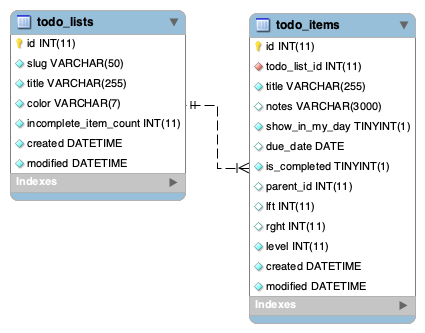 todo_lists
id INT(11)
slug VARCHAR(50)
title VARCHAR(255)
color VARCHAR(7)
incomplete_item_count INT(11)
created DATETIME
modified DATETIME
Indexes
todo_items
id INT(11)
todo_list_id INT(11)
title VARCHAR(255)
notes VARCHAR(3000)
show_in_my_day TINYINT(1)
due_date DATE
is_completed TINYINT(1)
parent_id INT(11)
lft INT(11)
rght INT(11)
level INT(11)
created DATETIME
modified DATETIME
Indexes